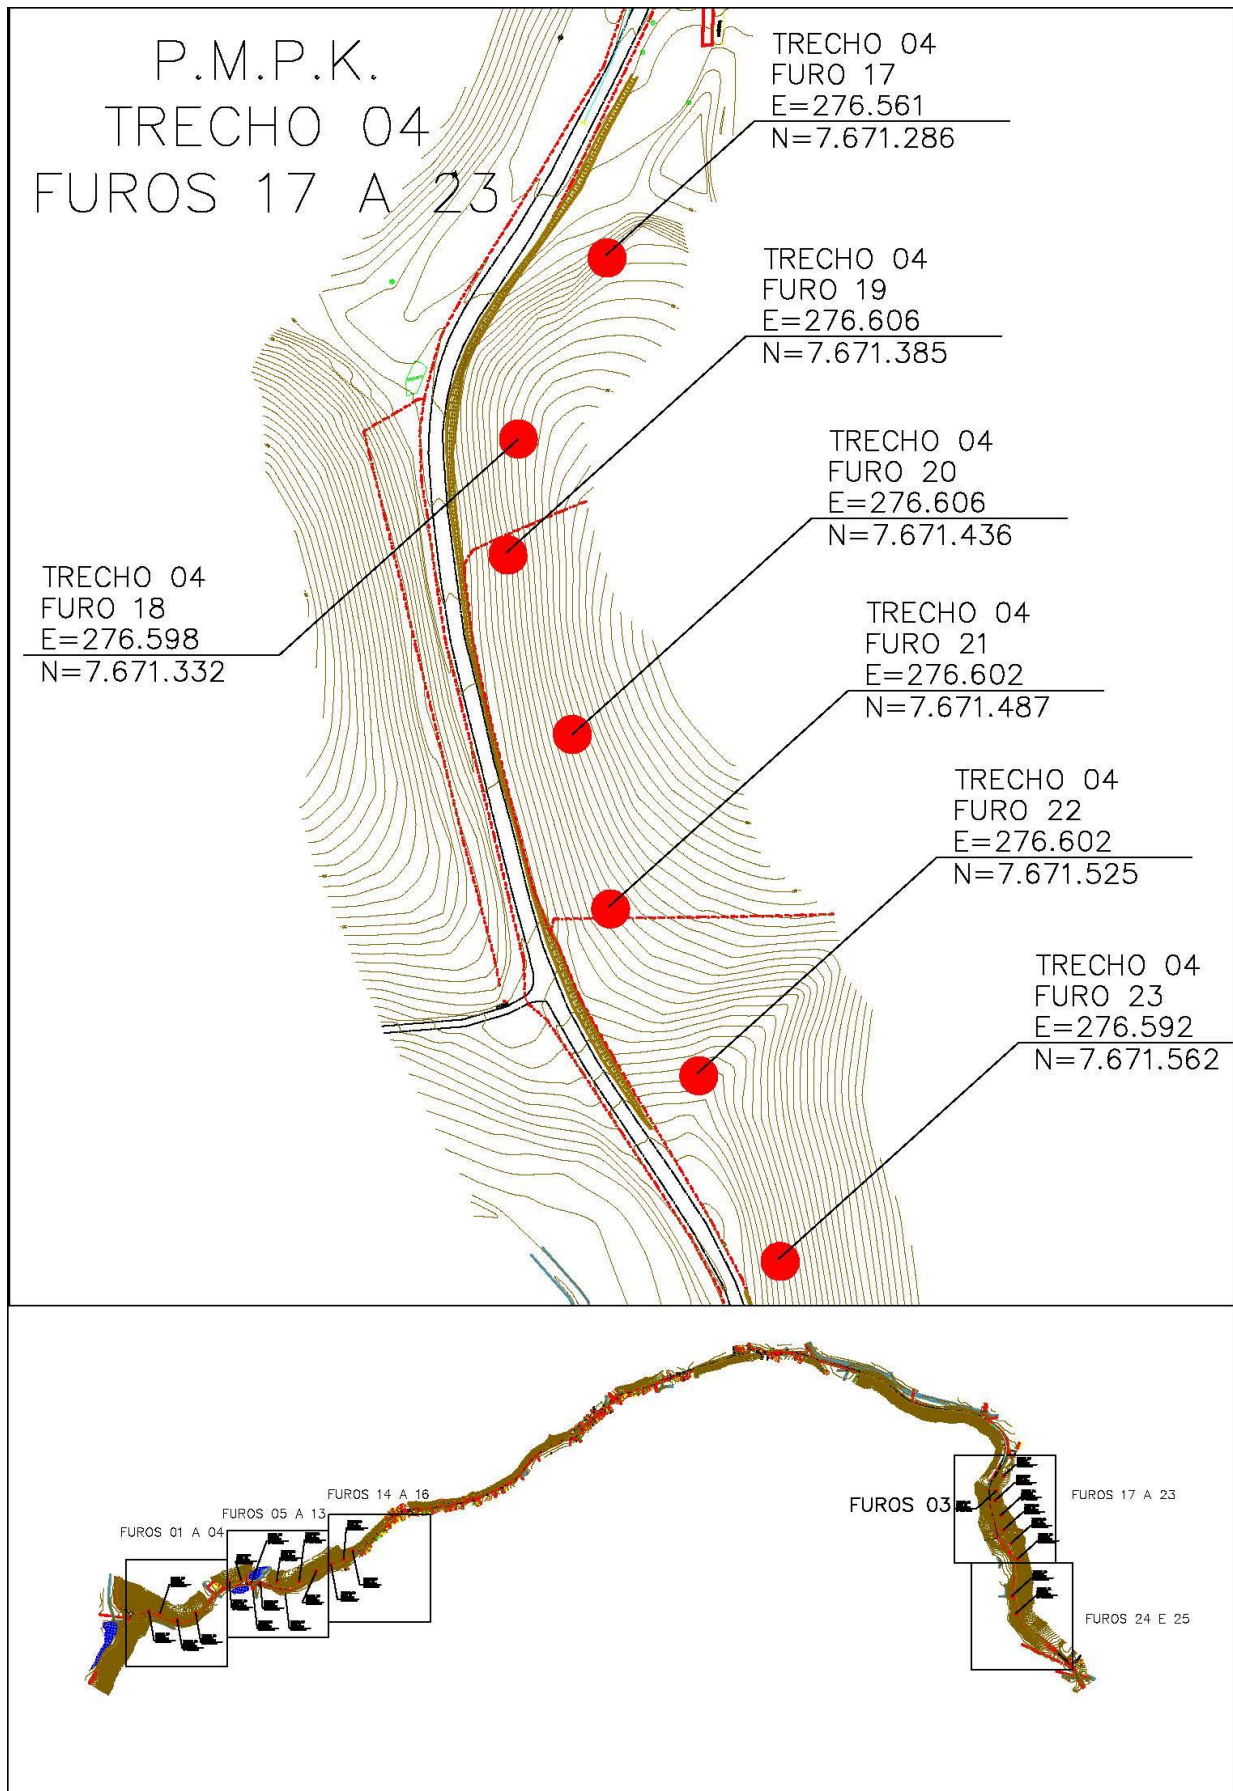 P.M.P.K.
TRECHO 04
FUROS 17 A 23
TRECHO 04
FURO 17
E=276.561
N=7.671.286
TRECHO 04
FURO 19
E=276.606
N=7.671.385
TRECHO 04
FURO 20
E=276.606
N=7.671.436
TRECHO 04
FURO 18
E=276.598
N=7.671.332
TRECHO 04
FURO 21
E=276.602
N=7.671.487
TRECHO 04
FURO 22
E=276.602
N=7.671.525
TRECHO 04
FURO 23
E=276.592
N=7.671.562
FUROS 01 A 04
FUROS 05 A 13
FUROS 14 A 16
FUROS 03
FUROS 17 A 23
FUROS 24 E 25